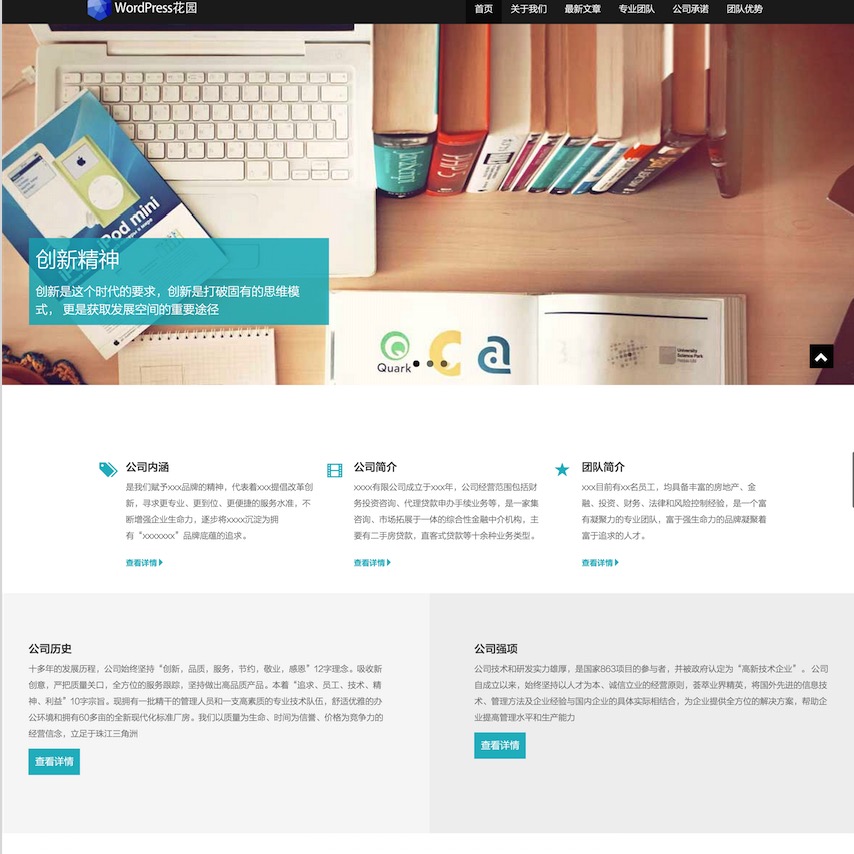 WordPress花园
首页 关于我们 最新文章 专业团队 公司承诺 团队优势
iPod mini
创新精神
创新是这个时代的要求，创新是打破固有的思维模
式， 更是获取发展空间的重要途径
Quark
University
Science Park
公司内涵
是我们赋予xxx品牌的精神，代表着xxx提倡改革创
新，寻求更专业、更到位、更便捷的服务水准，不
断增强企业生命力，逐步将xxxx沉淀为拥
有“xxxxxxx”品牌底蕴的追求。
查看详情
公司简介
xxxx有限公司成立于xxx年，公司经营范围包括财
务投资咨询、代理贷款申办手续业务等，是一家集
咨询、市场拓展于一体的综合性金融中介机构，主
要有二手房贷款，直客式贷款等十余种业务类型。
查看详情
团队简介
xxx目前有xx名员工，均具备丰富的房地产、金
融、投资、财务、法律和风险控制经验，是一个富
有凝聚力的专业团队，富于强生命力的品牌凝聚着
富于追求的人才。
查看详情
公司历史
十多年的发展历程，公司始终坚持“创新，品质，服务，节约，敬业，感恩”12字理念。吸收新
创意，严把质量关口，全方位的服务跟踪，坚持做出高品质产品。本着“追求、员工、技术、精
神、利益”10字宗旨。现拥有一批精干的管理人员和一支高素质的专业技术队伍，舒适优雅的办
公环境和拥有60多亩的全新现代化标准厂房。我们以质量为生命、时间为信誉、价格为竞争力的
经营信念，立足于珠江三角洲
查看详情
公司强项
公司技术和研发实力雄厚，是国家863项目的参与者，并被政府认定为“高新技术企业”。 公司
自成立以来，始终坚持以人才为本、诚信立业的经营原则，荟萃业界精英，将国外先进的信息技
术、管理方法及企业经验与国内企业的具体实际相结合，为企业提供全方位的解决方案，帮助企
业提高管理水平和生产能力
查看详情